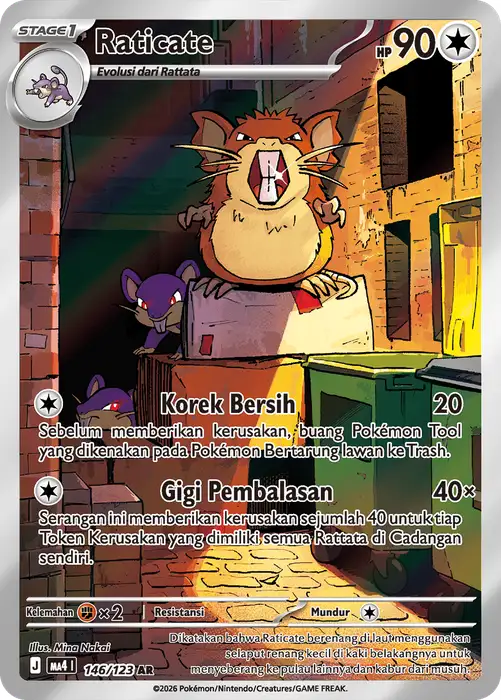 STAGE1
Raticate
HP 90
Evolusi dari Rattata
Korek Bersih 20
Sebelum memberikan kerusakan, buang Pokémon Tool
yang dikenakan pada Pokémon Bertarung lawan ke Trash.
Gigi Pembalasan 40×
Serangan ini memberikan kerusakan sejumlah 40 untuk tiap
Token Kerusakan yang dimiliki semua Rattata di Cadangan
sendiri.
Kelemahan ×2 Resistansi Mundur
Illus. Mina Nakai
J MA4 I 146/123 AR
Dikatakan bahwa Raticate berenang di laut menggunakan
selaput renang kecil di kaki belakangnya untuk
menyeberang ke pulau lainnya dan kabur dari musuh.
©2026 Pokémon/Nintendo/Creatures/GAME FREAK.